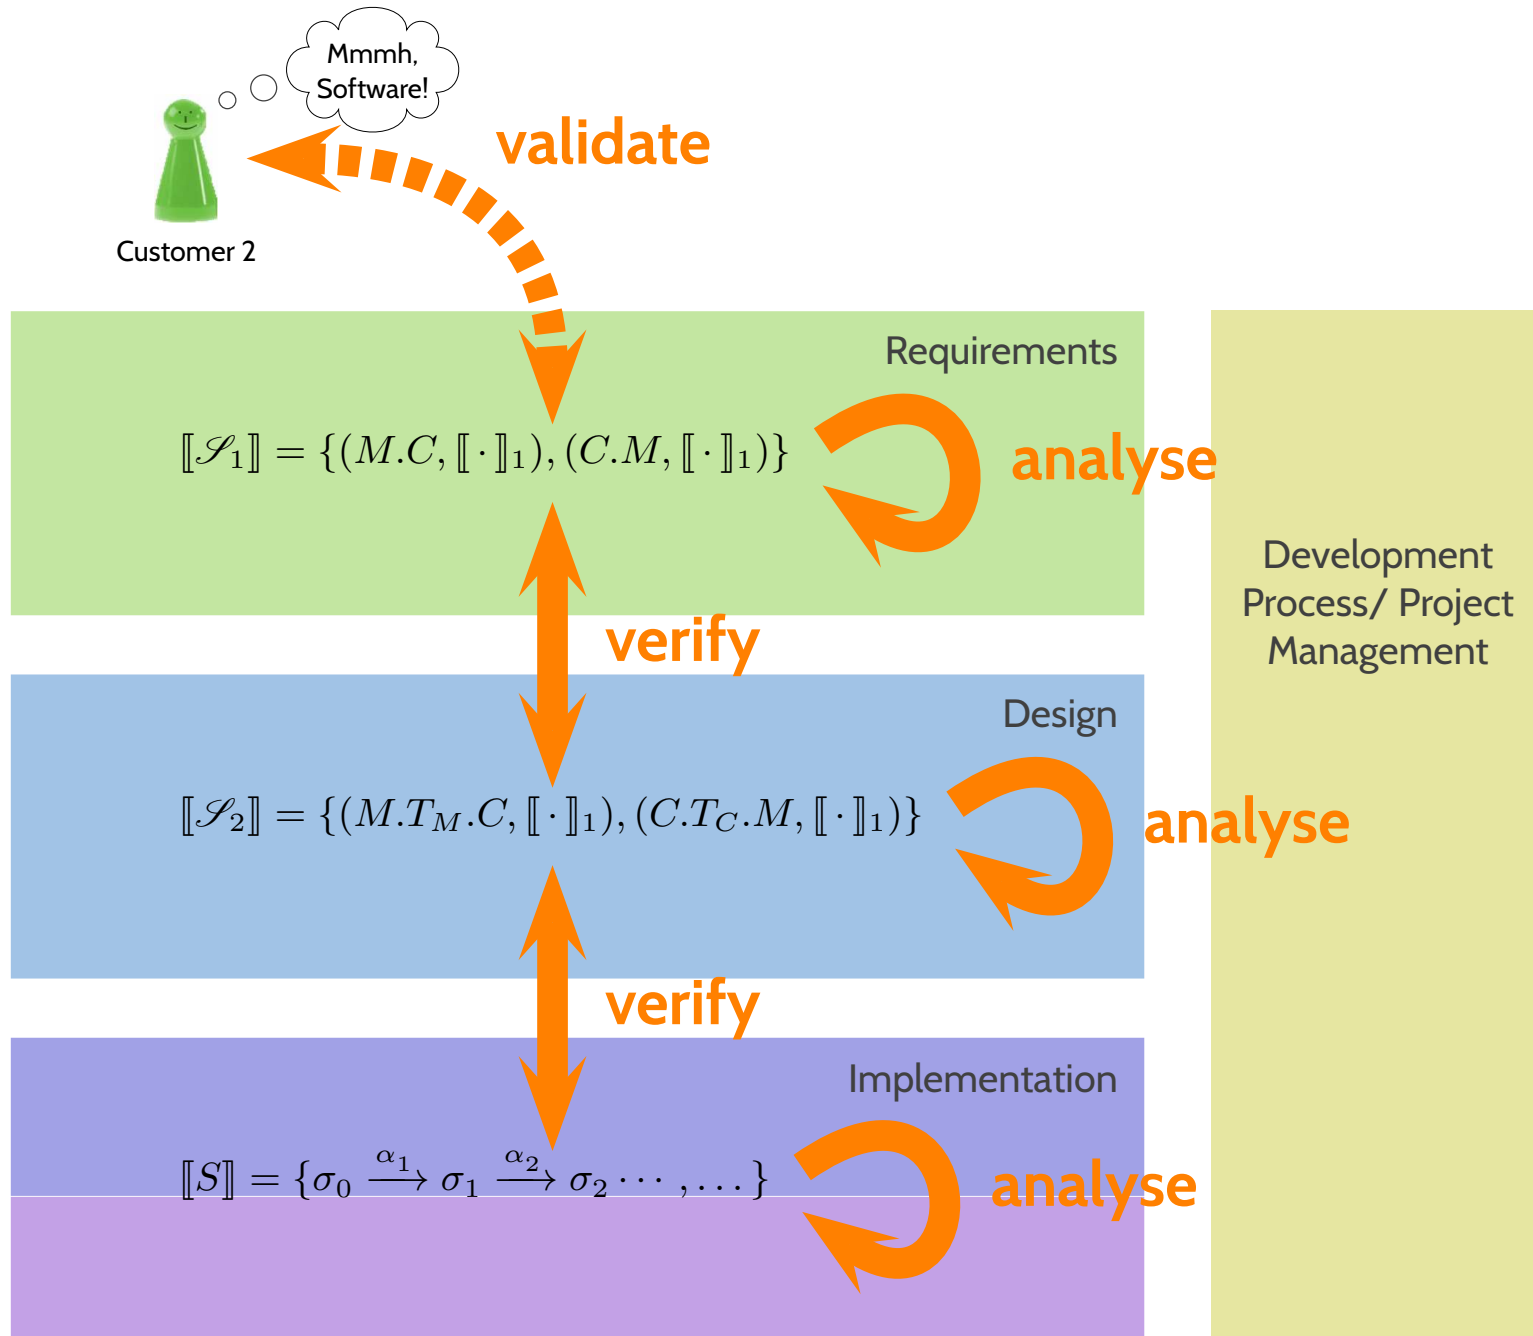 Mmmh,
Software!
validate
Customer 2
Requirements
⟦𝒮₁⟧ = {(M.C, ⟦ · ⟧₁), (C.M, ⟦ · ⟧₁)}
analyse
Development
Process/ Project
Management
verify
Design
⟦𝒮₂⟧ = {(M.T_M.C, ⟦ · ⟧₁), (C.T_C.M, ⟦ · ⟧₁)}
analyse
verify
Implementation
⟦S⟧ = {σ₀ —α₁→ σ₁ —α₂→ σ₂ ⋯ , … }
analyse